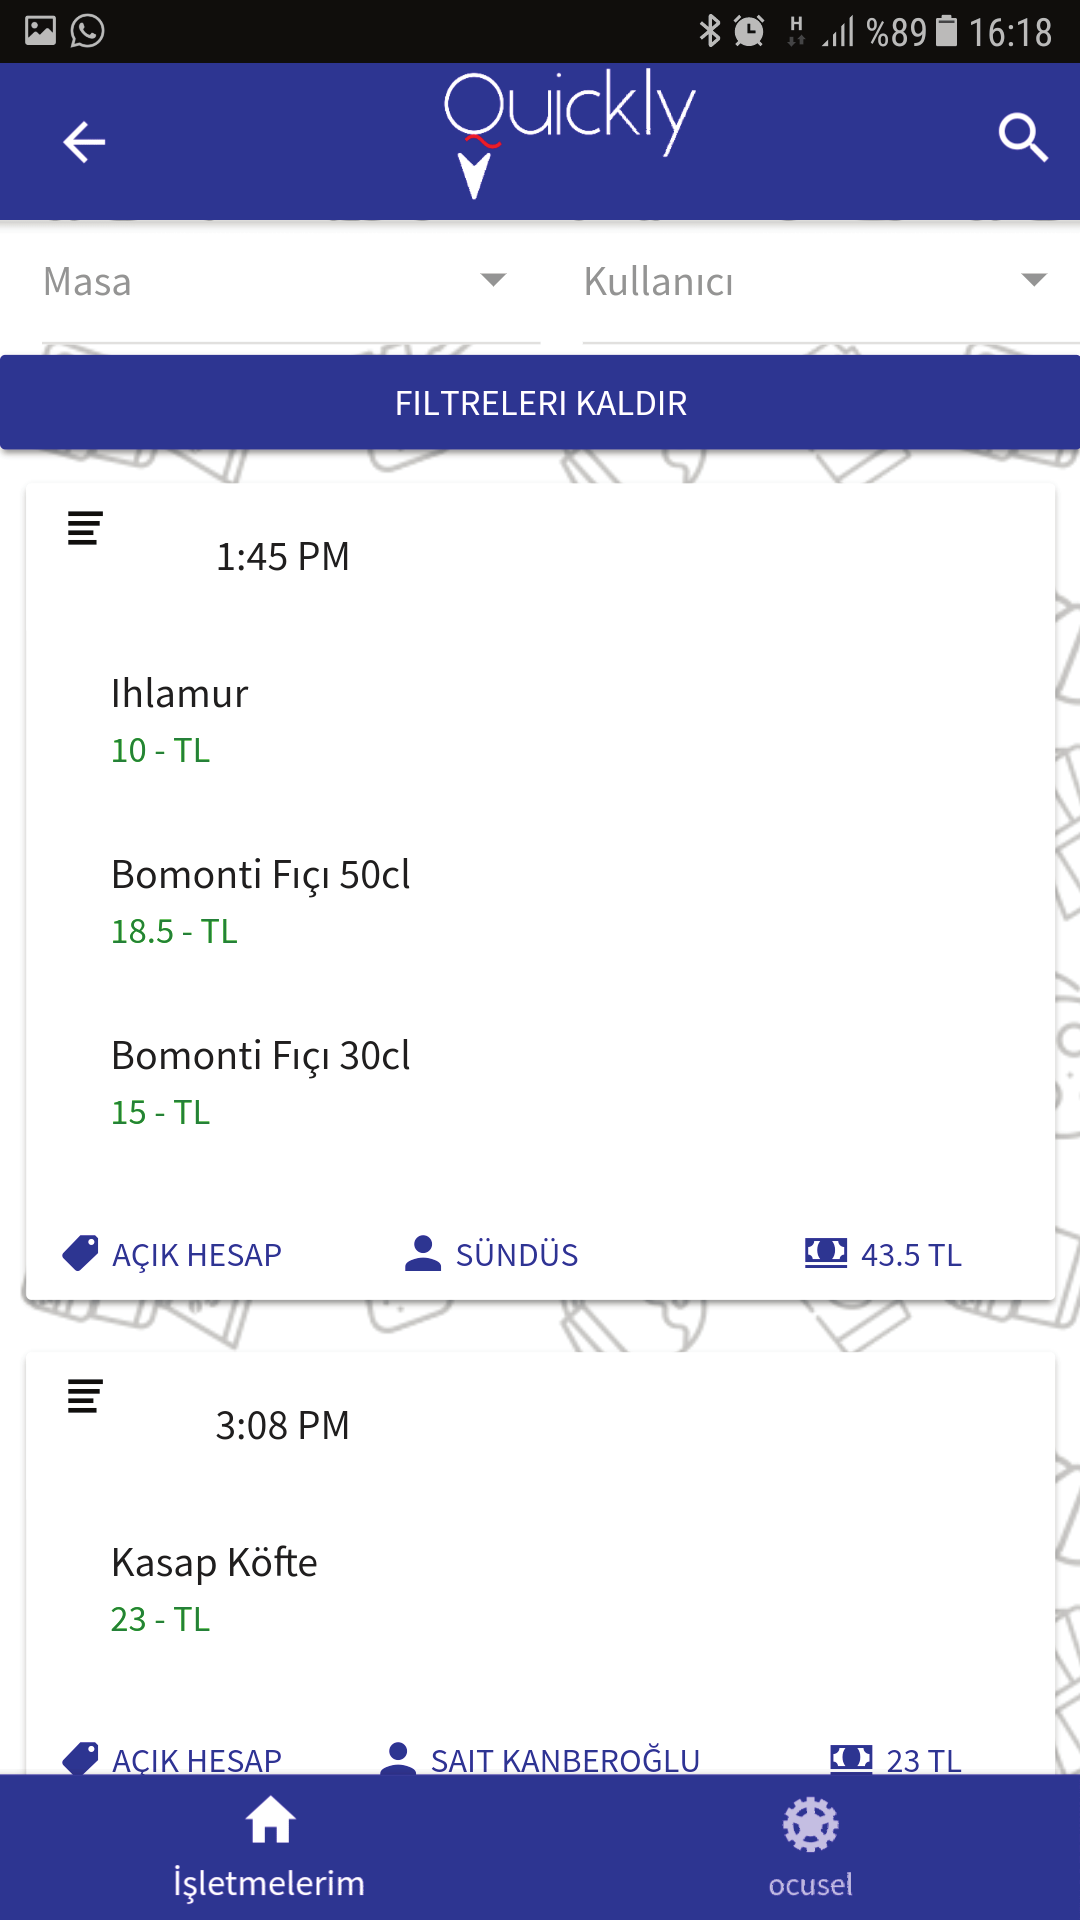 H %89 16:18
Quickly
Masa Kullanıcı
FILTRELERI KALDIR
1:45 PM
Ihlamur
10 - TL
Bomonti Fıçı 50cl
18.5 - TL
Bomonti Fıçı 30cl
15 - TL
AÇIK HESAP SÜNDÜS 43.5 TL
3:08 PM
Kasap Köfte
23 - TL
AÇIK HESAP SAIT KANBEROĞLU 23 TL
İşletmelerim ocusel